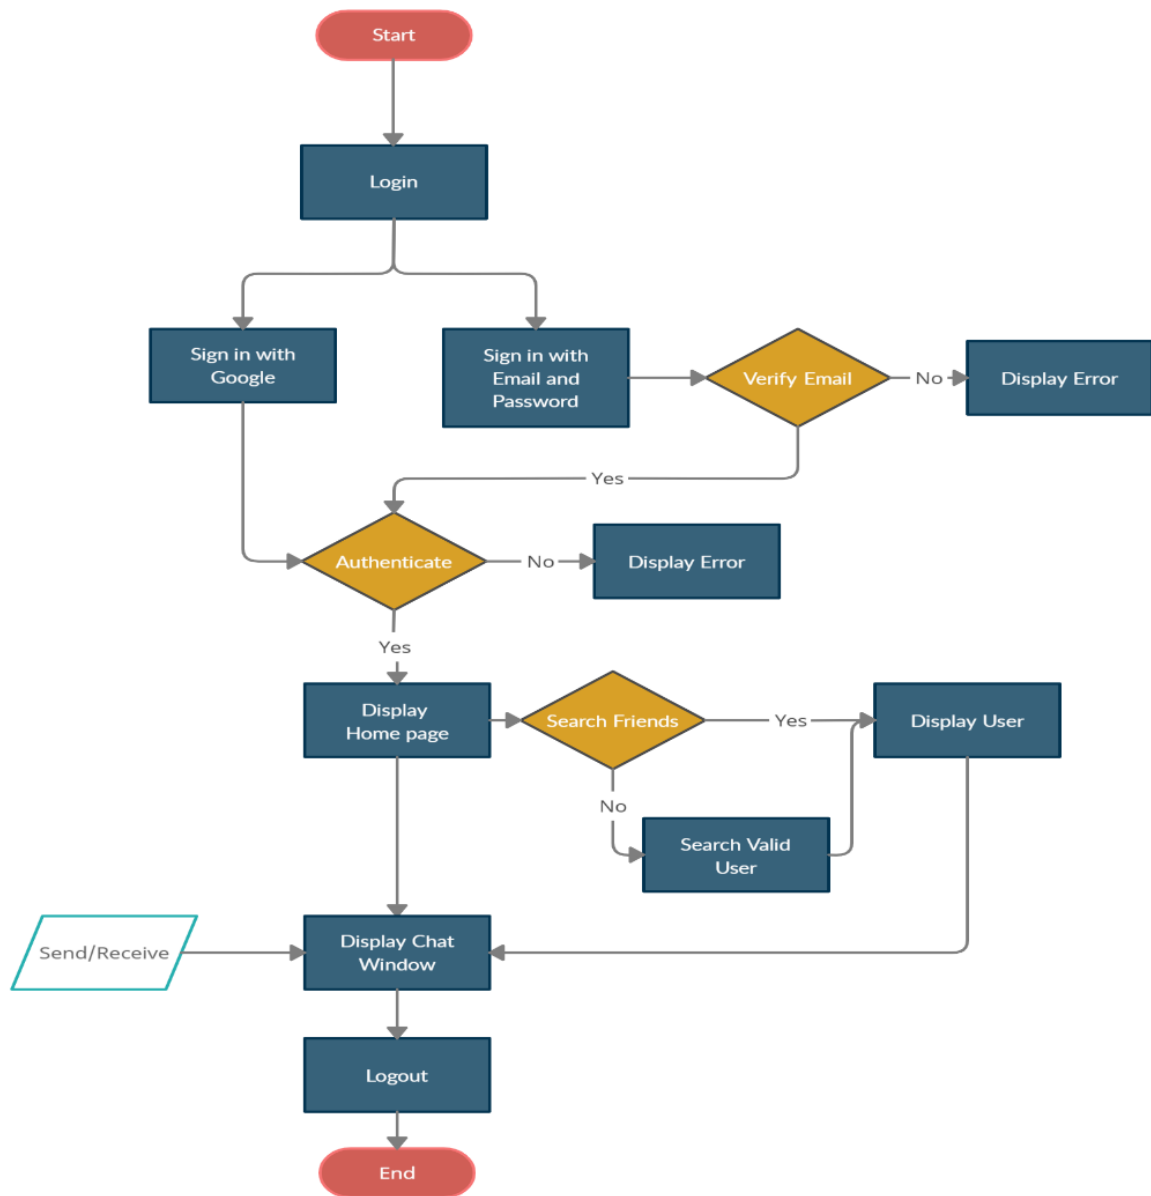 Start
Login
Sign in with
Google
Sign in with
Email and
Password
Verify Email
No
Display Error
Yes
Authenticate
No
Display Error
Yes
Display
Home page
Search Friends
Yes
Display User
No
Search Valid
User
Send/Receive
Display Chat
Window
Logout
End